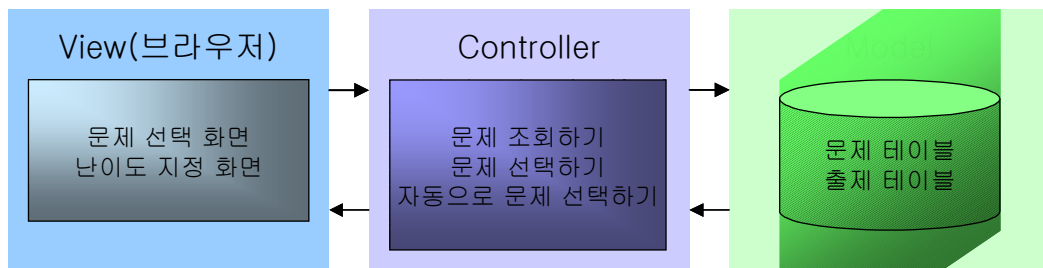 View(브라우저)
문제 선택 화면
난이도 지정 화면
Controller
문제 조회하기
문제 선택하기
자동으로 문제 선택하기
Model
문제 테이블
출제 테이블